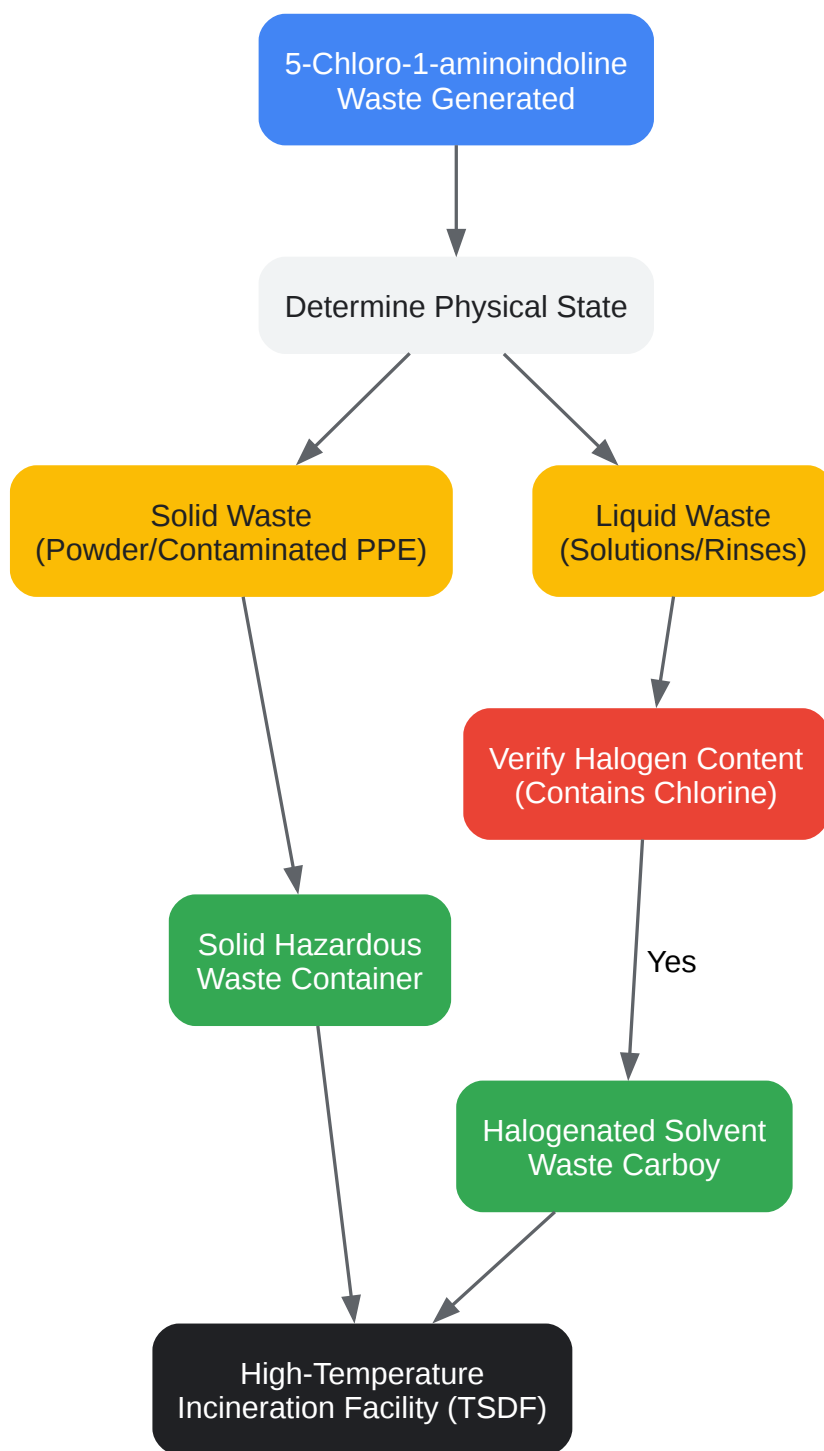 5-Chloro-1-aminoindoline
Waste Generated
Determine Physical State
Solid Waste
(Powder/Contaminated PPE)
Liquid Waste
(Solutions/Rinses)
Verify Halogen Content
(Contains Chlorine)
Solid Hazardous
Waste Container
Yes
Halogenated Solvent
Waste Carboy
High-Temperature
Incineration Facility (TSDF)